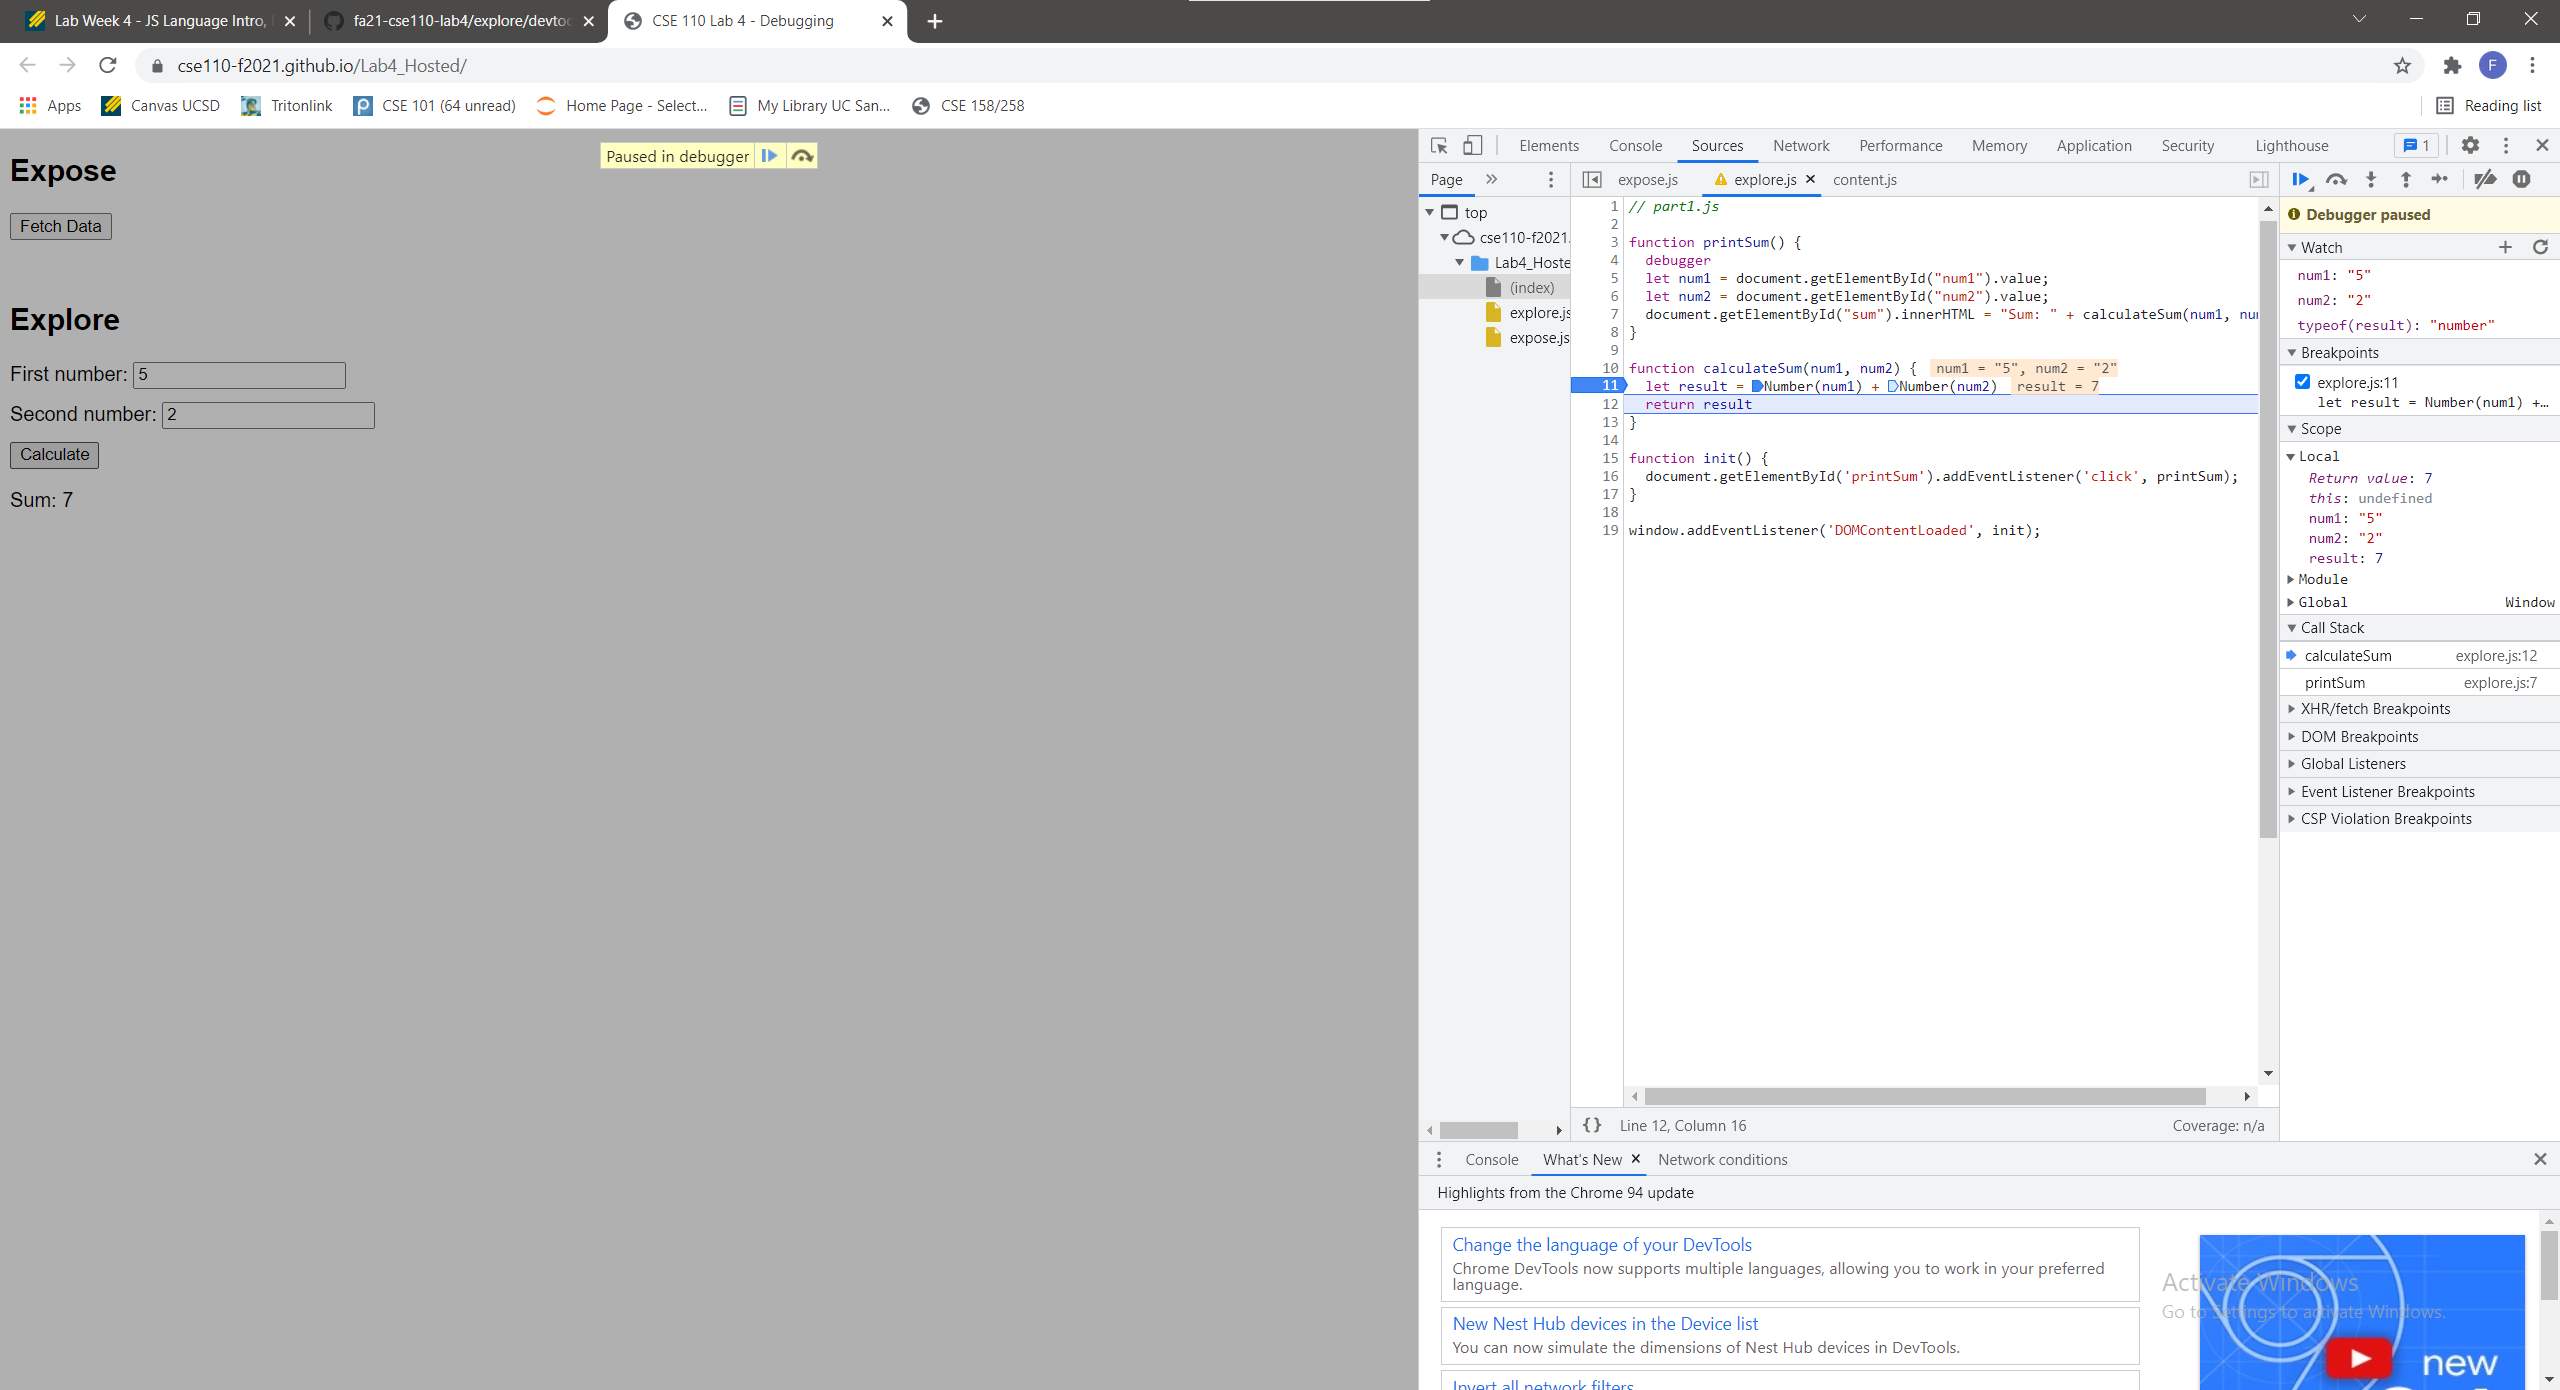 Lab Week 4 - JS Language Intro,
fa21-cse110-lab4/explore/devtoo
CSE 110 Lab 4 - Debugging
cse110-f2021.github.io/Lab4_Hosted/
F
Apps
Canvas UCSD
Tritonlink
CSE 101 (64 unread)
Home Page - Select...
My Library UC San...
CSE 158/258
Reading list
Expose
Paused in debugger
Fetch Data
Explore
First number: 5
Second number: 2
Calculate
Sum: 7
Elements
Console
Sources
Network
Performance
Memory
Application
Security
Lighthouse
1
Page
top
cse110-f2021.
Lab4_Hoste
(index)
explore.js
expose.js
expose.js
explore.js
content.js
1 // part1.js
2
3 function printSum() {
4 debugger
5 let num1 = document.getElementById("num1").value;
6 let num2 = document.getElementById("num2").value;
7 document.getElementById("sum").innerHTML = "Sum: " + calculateSum(num1, num
8 }
9
10 function calculateSum(num1, num2) { num1 = "5", num2 = "2"
11 let result = Number(num1) + Number(num2) result = 7
12 return result
13 }
14
15 function init() {
16 document.getElementById('printSum').addEventListener('click', printSum);
17 }
18
19 window.addEventListener('DOMContentLoaded', init);
{} Line 12, Column 16
Coverage: n/a
Debugger paused
Watch
num1: "5"
num2: "2"
typeof(result): "number"
Breakpoints
explore.js:11
let result = Number(num1) +…
Scope
Local
Return value: 7
this: undefined
num1: "5"
num2: "2"
result: 7
Module
Global Window
Call Stack
calculateSum explore.js:12
printSum explore.js:7
XHR/fetch Breakpoints
DOM Breakpoints
Global Listeners
Event Listener Breakpoints
CSP Violation Breakpoints
Console
What's New
Network conditions
Highlights from the Chrome 94 update
Change the language of your DevTools
Chrome DevTools now supports multiple languages, allowing you to work in your preferred
language.
New Nest Hub devices in the Device list
You can now simulate the dimensions of Nest Hub devices in DevTools.
Invert all network filters
Activate Windows
Go to Settings to activate Windows.
new